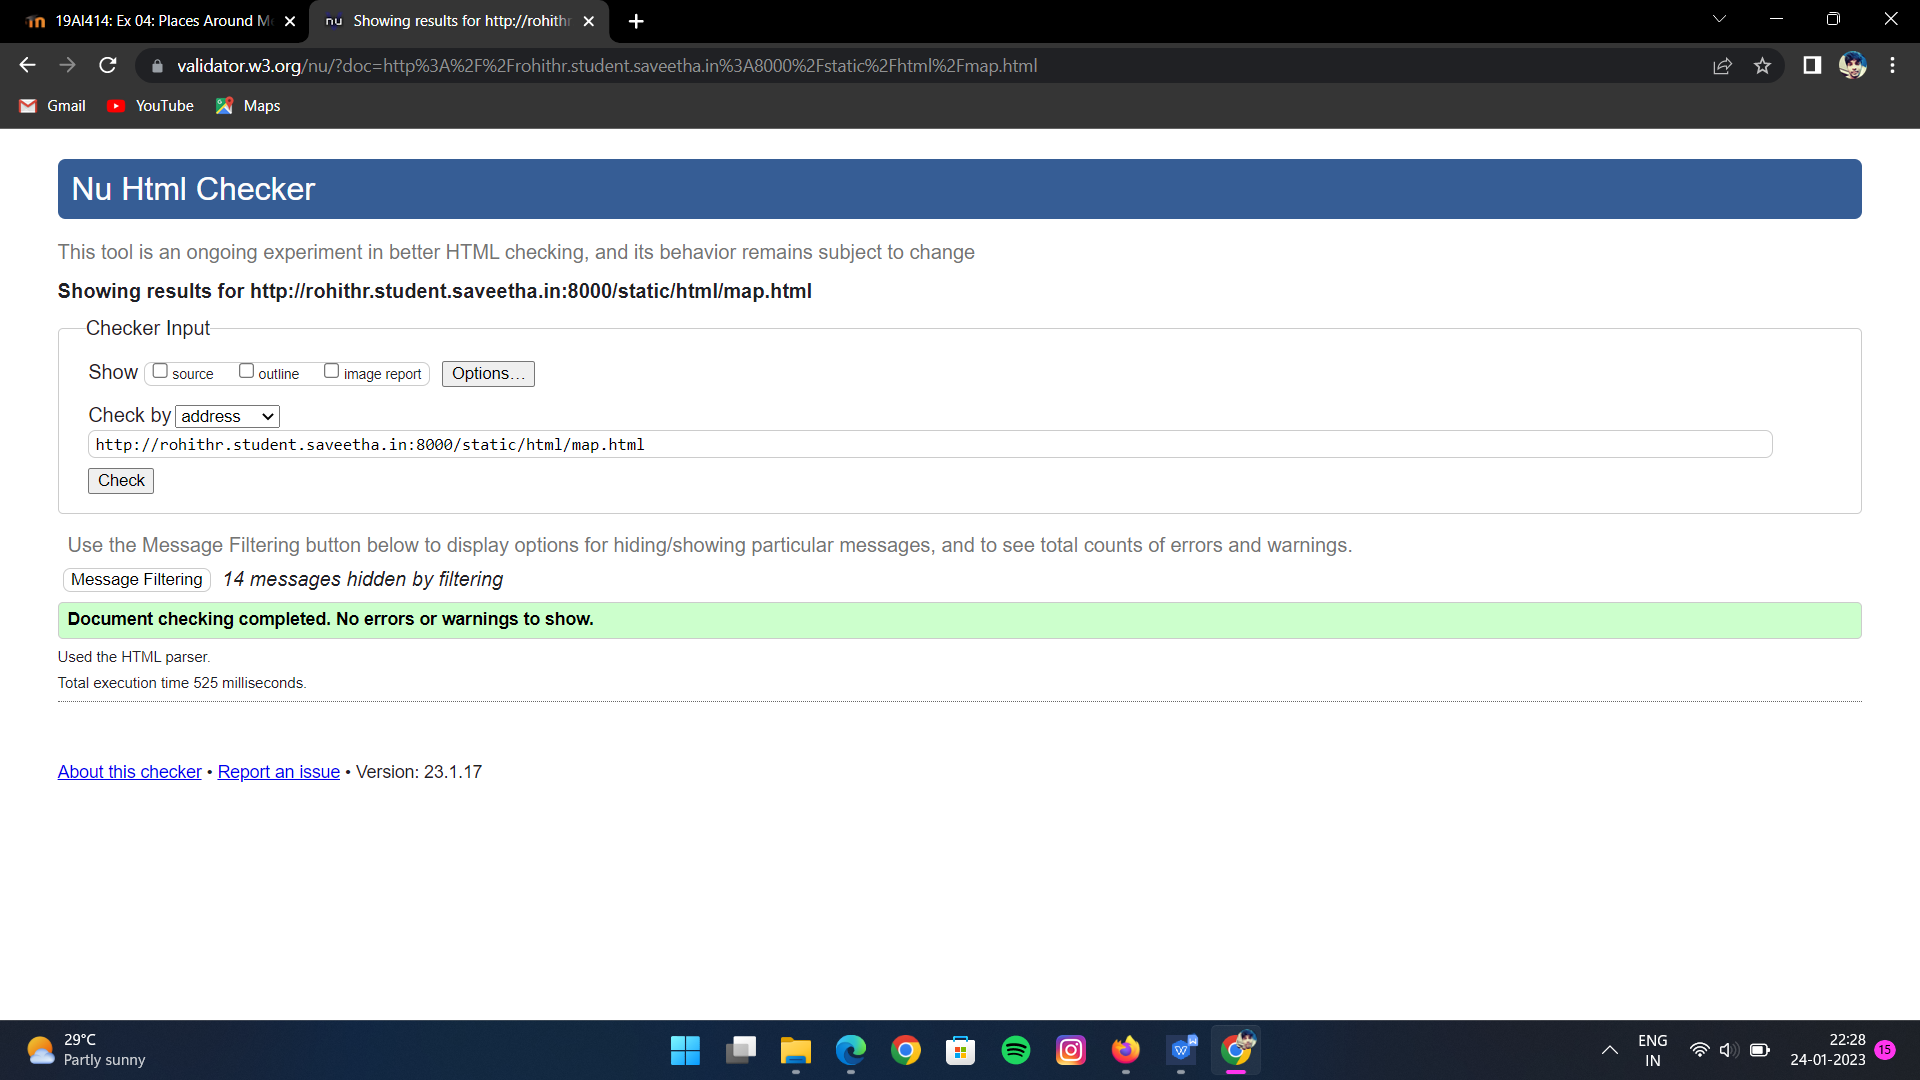 19AI414: Ex 04: Places Around M
nu Showing results for http://rohith
validator.w3.org/nu/?doc=http%3A%2F%2Frohithr.student.saveetha.in%3A8000%2Fstatic%2Fhtml%2Fmap.html
Gmail YouTube Maps
Nu Html Checker
This tool is an ongoing experiment in better HTML checking, and its behavior remains subject to change
Showing results for http://rohithr.student.saveetha.in:8000/static/html/map.html
Checker Input
Show source outline image report Options...
Check by address
http://rohithr.student.saveetha.in:8000/static/html/map.html
Check
Use the Message Filtering button below to display options for hiding/showing particular messages, and to see total counts of errors and warnings.
Message Filtering 14 messages hidden by filtering
Document checking completed. No errors or warnings to show.
Used the HTML parser.
Total execution time 525 milliseconds.
About this checker • Report an issue • Version: 23.1.17
29°C
Partly sunny
ENG
IN
22:28
24-01-2023
15